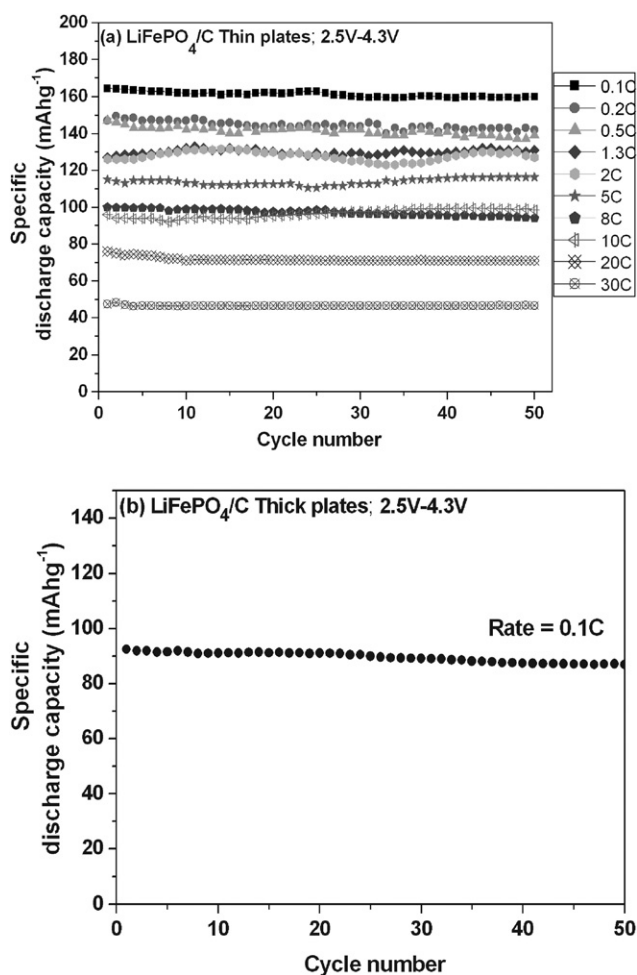 (a) LiFePO₄/C Thin plates; 2.5V-4.3V
Specific
discharge capacity (mAhg⁻¹)
200
180
160
140
120
100
80
60
40
20
0
0 10 20 30 40 50
Cycle number
0.1C
0.2C
0.5C
1.3C
2C
5C
8C
10C
20C
30C
(b) LiFePO₄/C Thick plates; 2.5V-4.3V
Specific
discharge capacity (mAhg⁻¹)
140
120
100
80
60
40
20
0
Rate = 0.1C
0 10 20 30 40 50
Cycle number